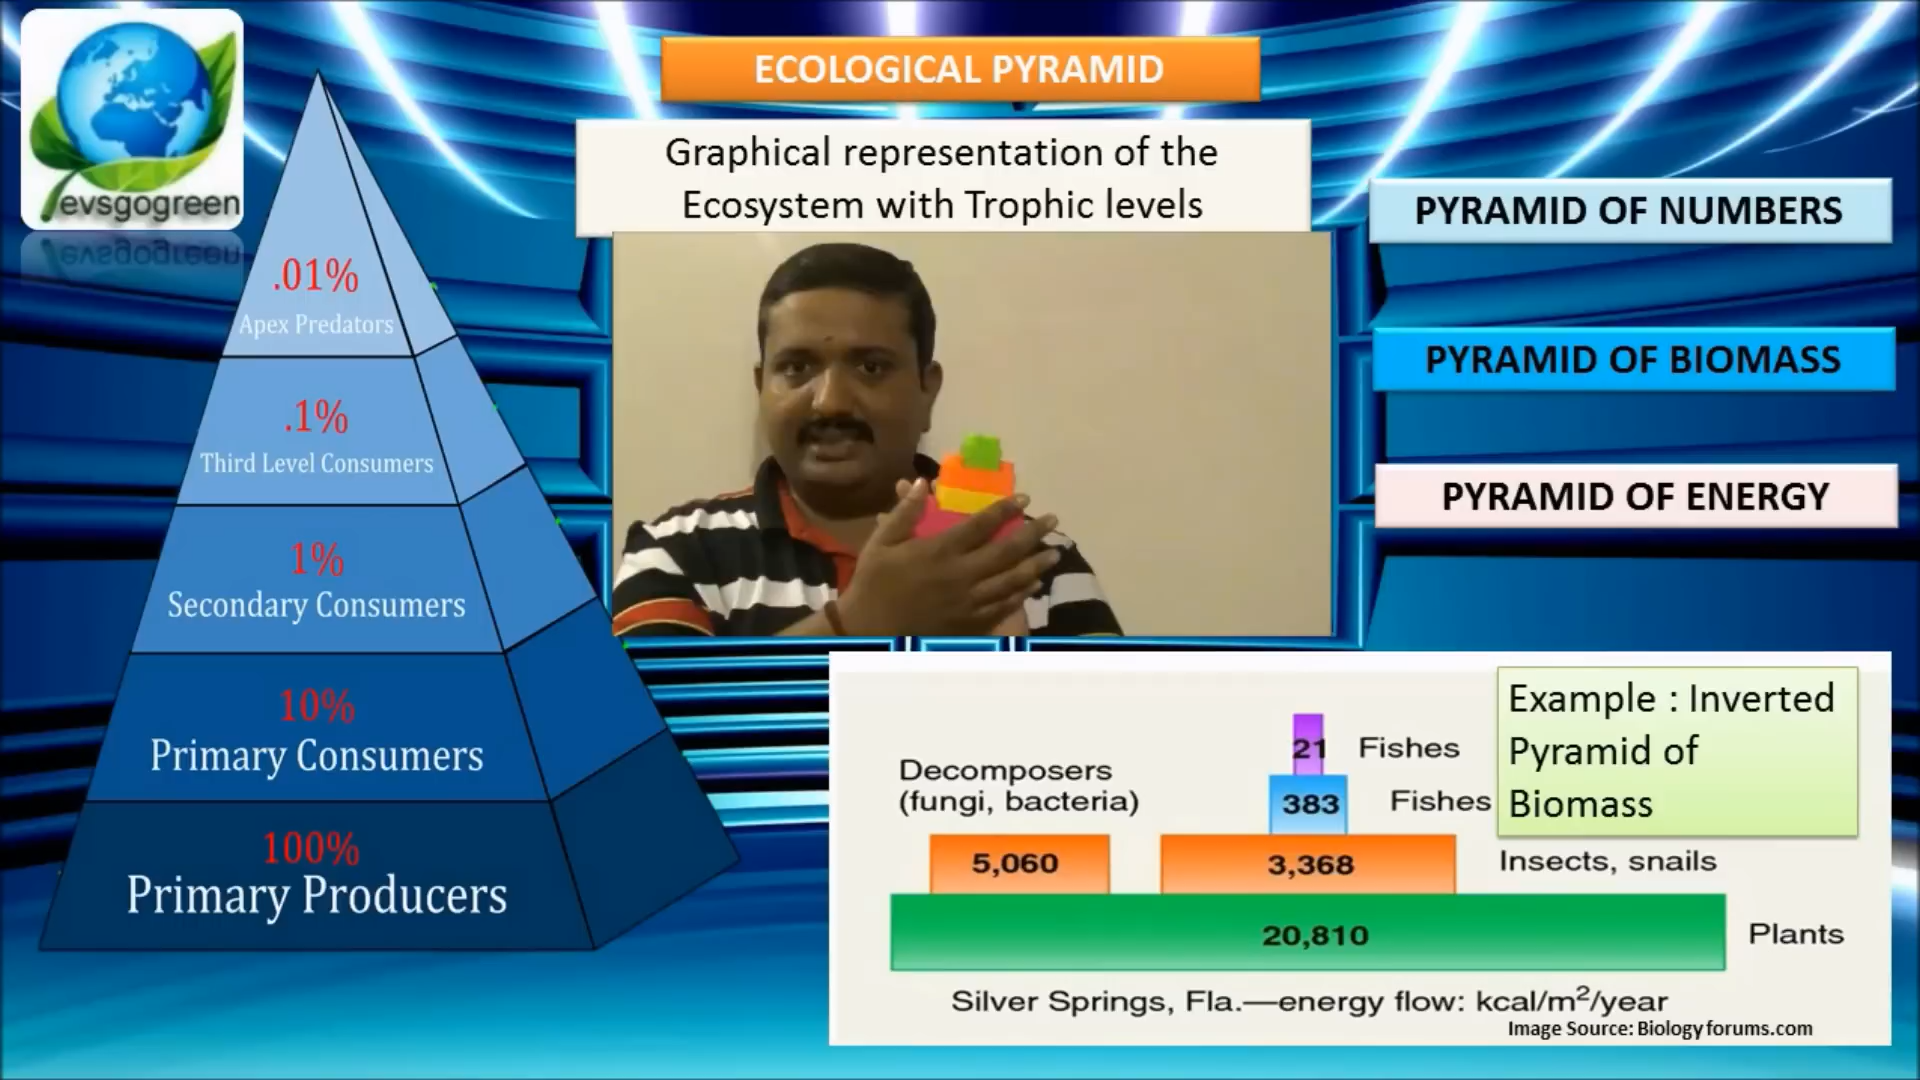 evsgogreen
ECOLOGICAL PYRAMID
Graphical representation of the
Ecosystem with Trophic levels
.01%
Apex Predators
.1%
Third Level Consumers
1%
Secondary Consumers
10%
Primary Consumers
100%
Primary Producers
PYRAMID OF NUMBERS
PYRAMID OF BIOMASS
PYRAMID OF ENERGY
Example : Inverted
Pyramid of
Biomass
21 Fishes
Decomposers
(fungi, bacteria)
383 Fishes
5,060 3,368 Insects, snails
20,810 Plants
Silver Springs, Fla.—energy flow: kcal/m²/year
Image Source: Biologyforums.com